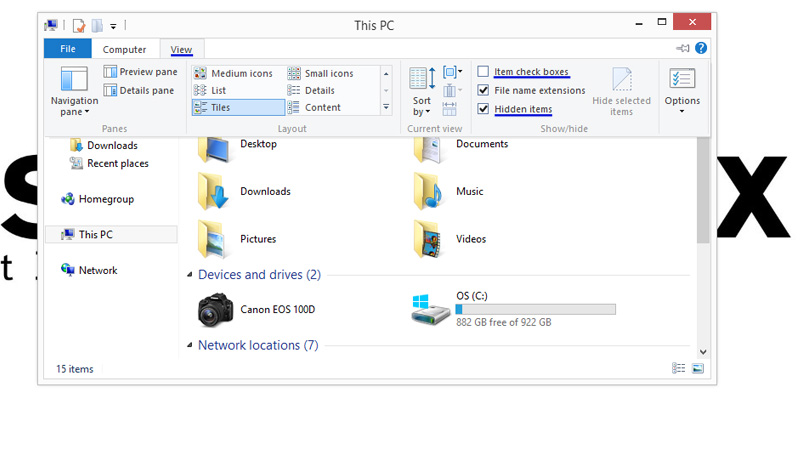 This PC
File
Computer
View
Navigation pane
Preview pane
Details pane
Panes
Medium icons
Small icons
List
Details
Tiles
Content
Layout
Sort by
Current view
Item check boxes
File name extensions
Hidden items
Hide selected items
Show/hide
Options
Downloads
Recent places
Homegroup
This PC
Network
Desktop
Documents
Downloads
Music
Pictures
Videos
Devices and drives (2)
Canon EOS 100D
OS (C:)
882 GB free of 922 GB
Network locations (7)
15 items